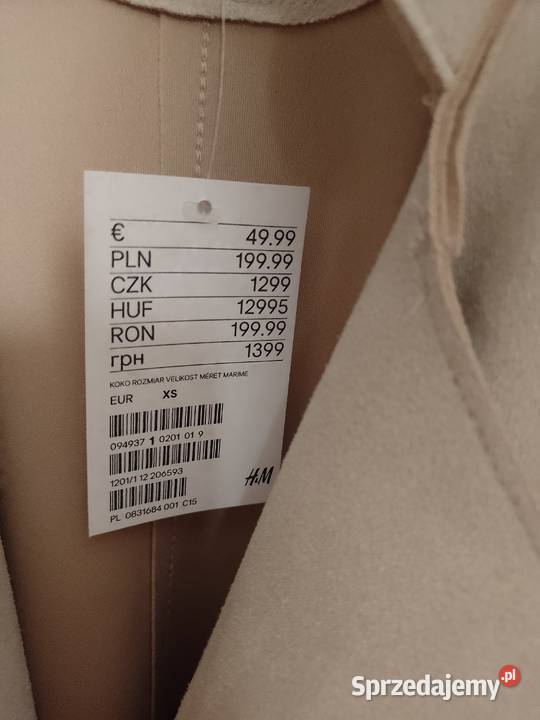 € 49.99
PLN 199.99
CZK 1299
HUF 12995
RON 199.99
грн 1399
KOKO ROZMIAR VELIKOST MÉRET MARIME
EUR XS
094937 1 0201 01 9
1201/1 12 206593
PL 0831684 001 C15
H&M
Sprzedajemy.pl